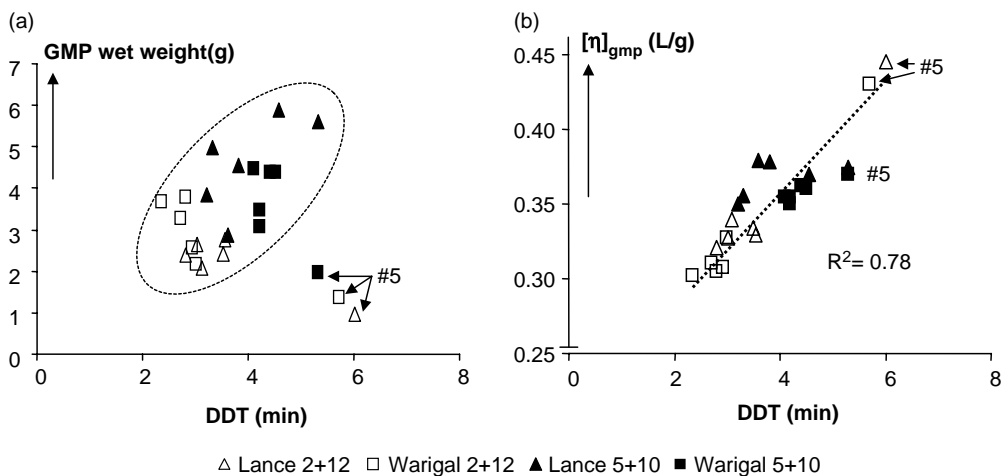 (a)
GMP wet weight(g)
7
6
5
4
3
2
1
0
0 2 4 6 8
DDT (min)
#5
(b)
[η]gmp (L/g)
0.45
0.40
0.35
0.30
0.25
0 2 4 6 8
DDT (min)
#5
#5
R2= 0.78
Lance 2+12 Warigal 2+12 Lance 5+10 Warigal 5+10